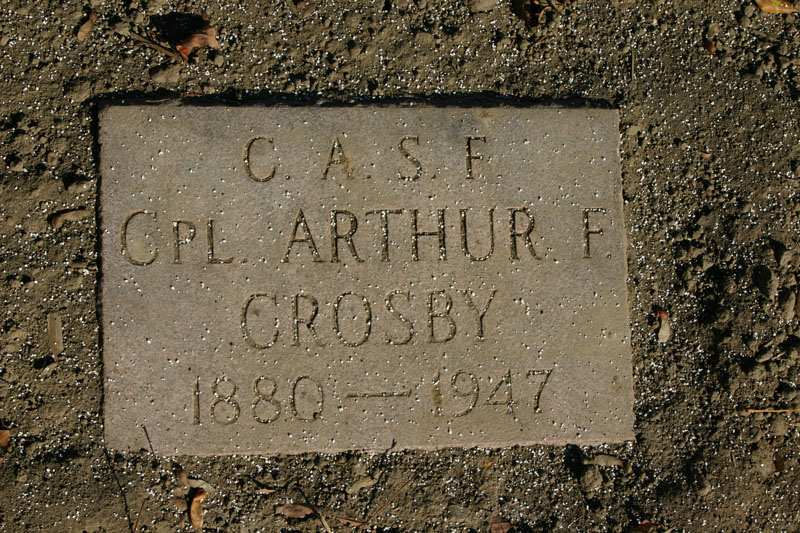 C. A. S. F.
CPL. ARTHUR F.
CROSBY
1880 — 1947